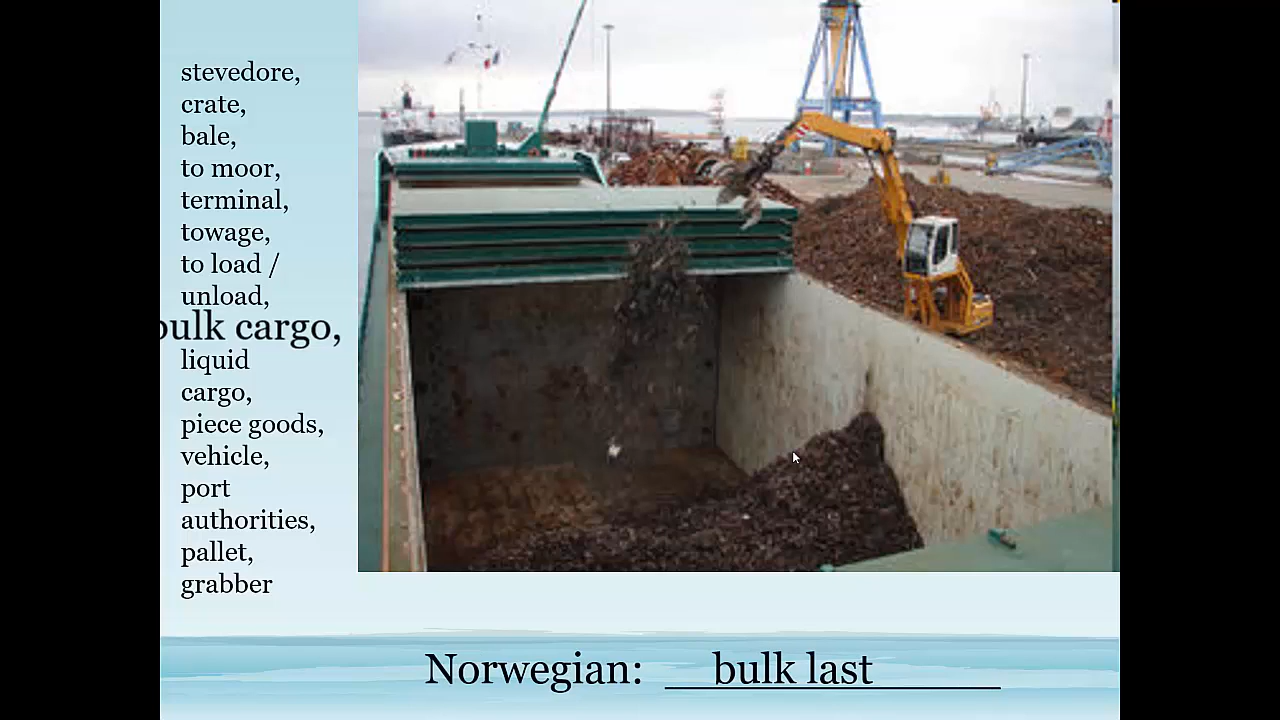 stevedore,
crate,
bale,
to moor,
terminal,
towage,
to load /
unload,
bulk cargo,
liquid
cargo,
piece goods,
vehicle,
port
authorities,
pallet,
grabber
Norwegian: bulk last